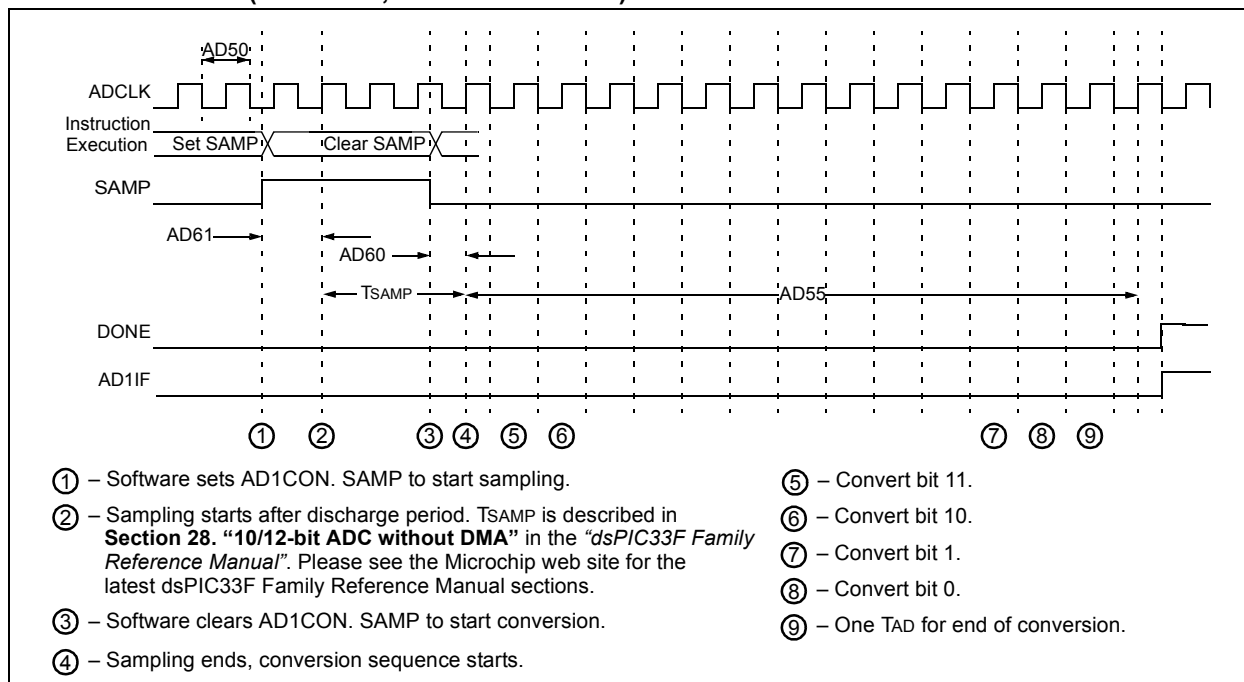 AD50
ADCLK
Instruction
Execution
Set SAMP
Clear SAMP
SAMP
AD61
AD60
TSAMP
AD55
DONE
AD1IF
1 2 3 4 5 6 7 8 9
1 – Software sets AD1CON. SAMP to start sampling.
2 – Sampling starts after discharge period. TSAMP is described in
Section 28. “10/12-bit ADC without DMA” in the “dsPIC33F Family
Reference Manual”. Please see the Microchip web site for the
latest dsPIC33F Family Reference Manual sections.
3 – Software clears AD1CON. SAMP to start conversion.
4 – Sampling ends, conversion sequence starts.
5 – Convert bit 11.
6 – Convert bit 10.
7 – Convert bit 1.
8 – Convert bit 0.
9 – One TAD for end of conversion.